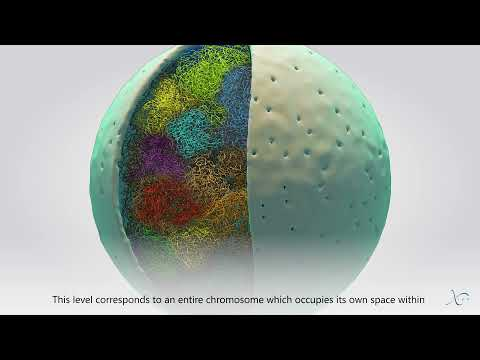 This level corresponds to an entire chromosome which occupies its own space within